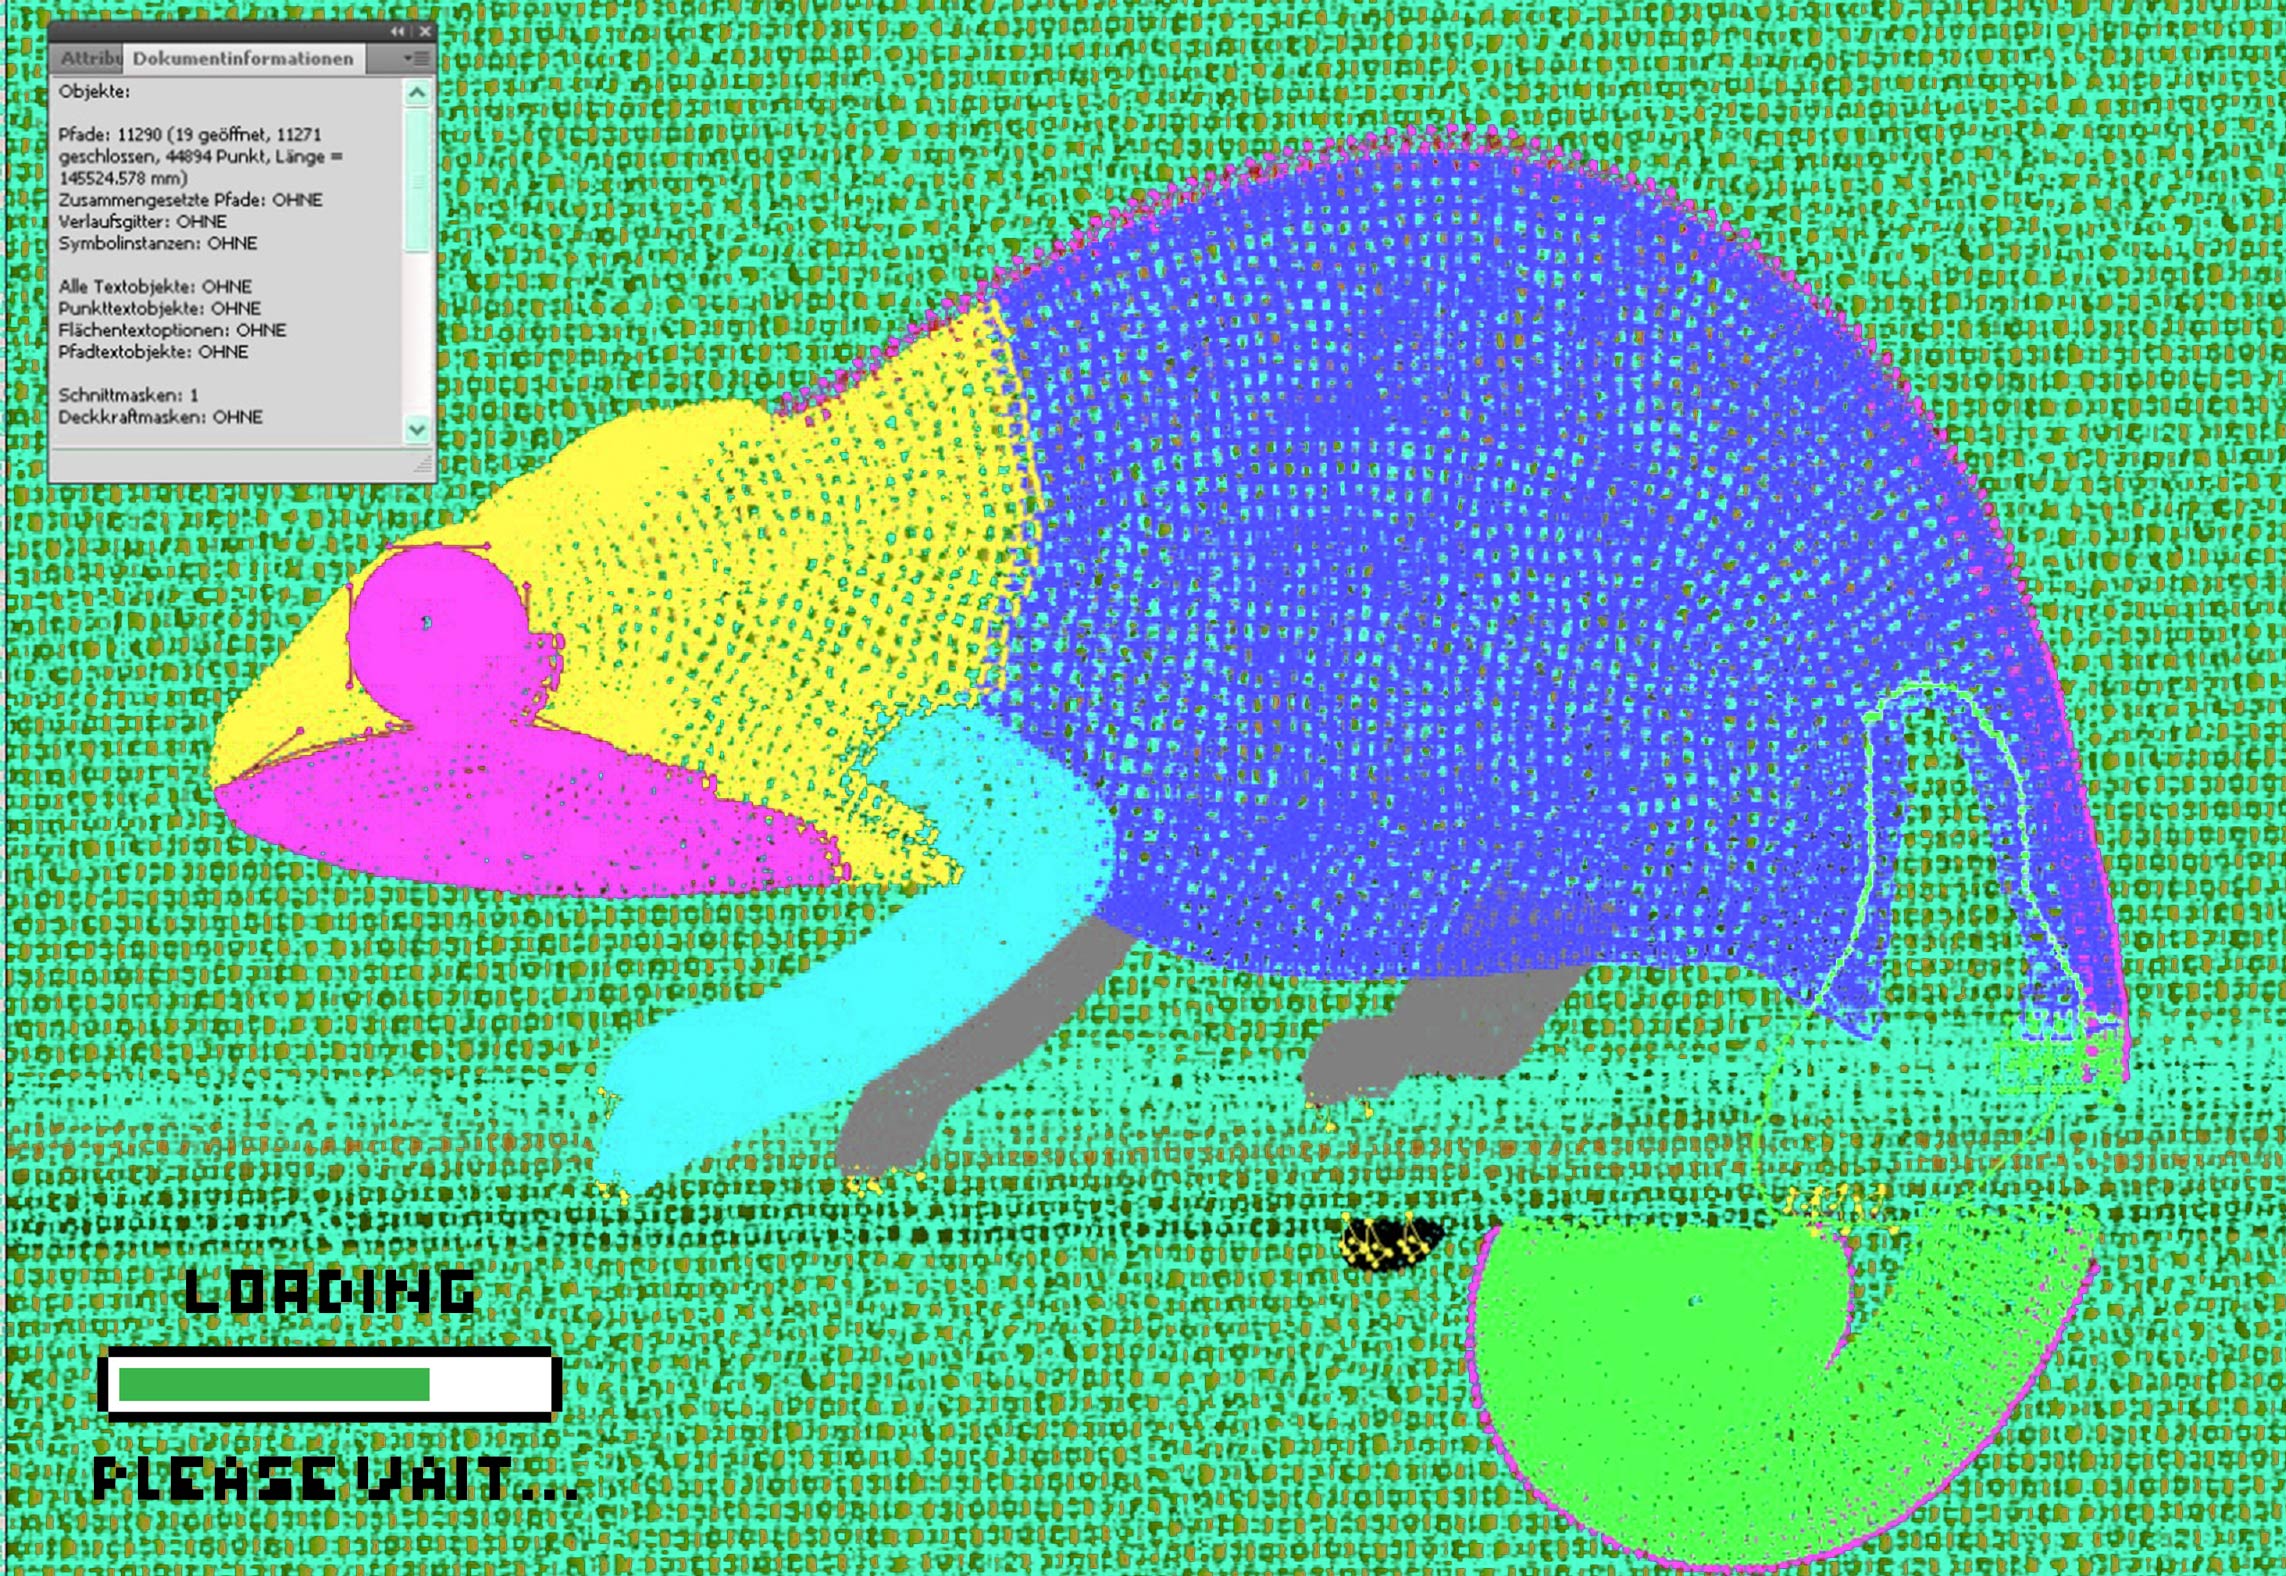 Attribu Dokumentinformationen
Objekte:
Pfade: 11290 (19 geöffnet, 11271
geschlossen, 44894 Punkt, Länge =
145524.578 mm)
Zusammengesetzte Pfade: OHNE
Verlaufsgitter: OHNE
Symbolinstanzen: OHNE
Alle Textobjekte: OHNE
Punkttextobjekte: OHNE
Flächentextoptionen: OHNE
Pfadtextobjekte: OHNE
Schnittmasken: 1
Deckkraftmasken: OHNE
LOADING
PLEASE WAIT...